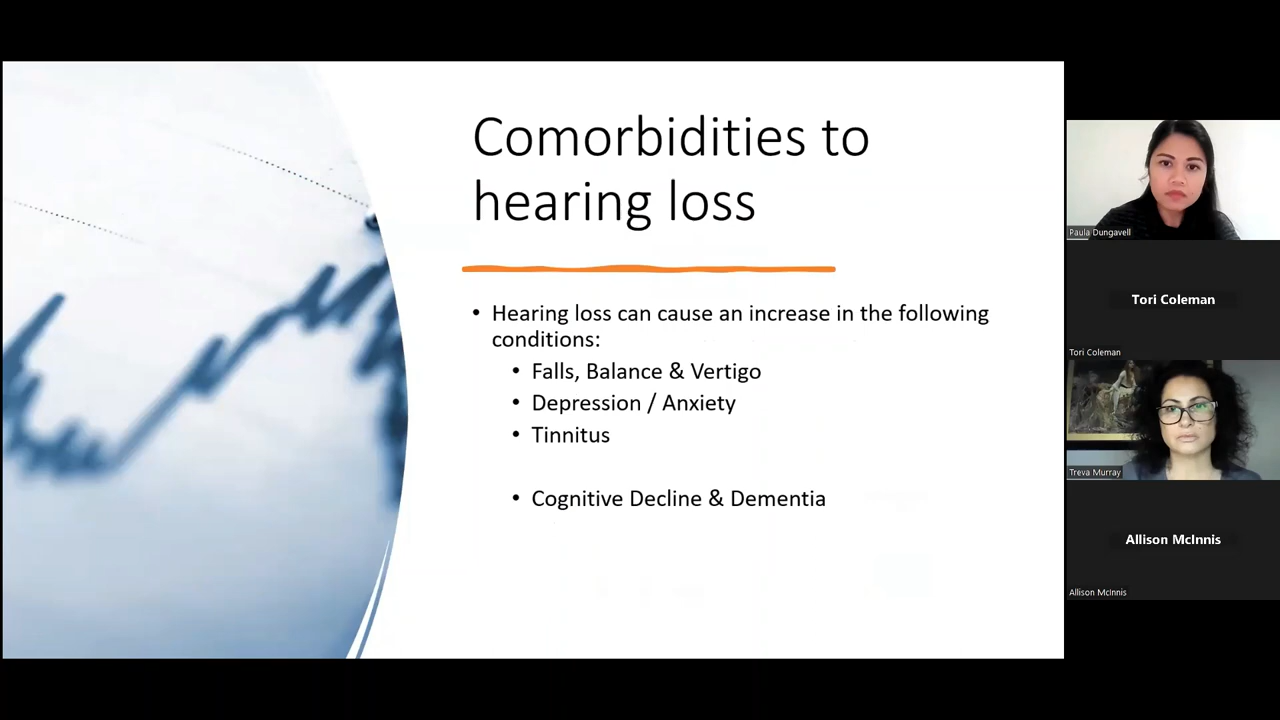 Comorbidities to
hearing loss
• Hearing loss can cause an increase in the following
conditions:
• Falls, Balance & Vertigo
• Depression / Anxiety
• Tinnitus
• Cognitive Decline & Dementia
Paula Dungavell
Tori Coleman
Tori Coleman
Treva Murray
Allison McInnis
Allison McInnis